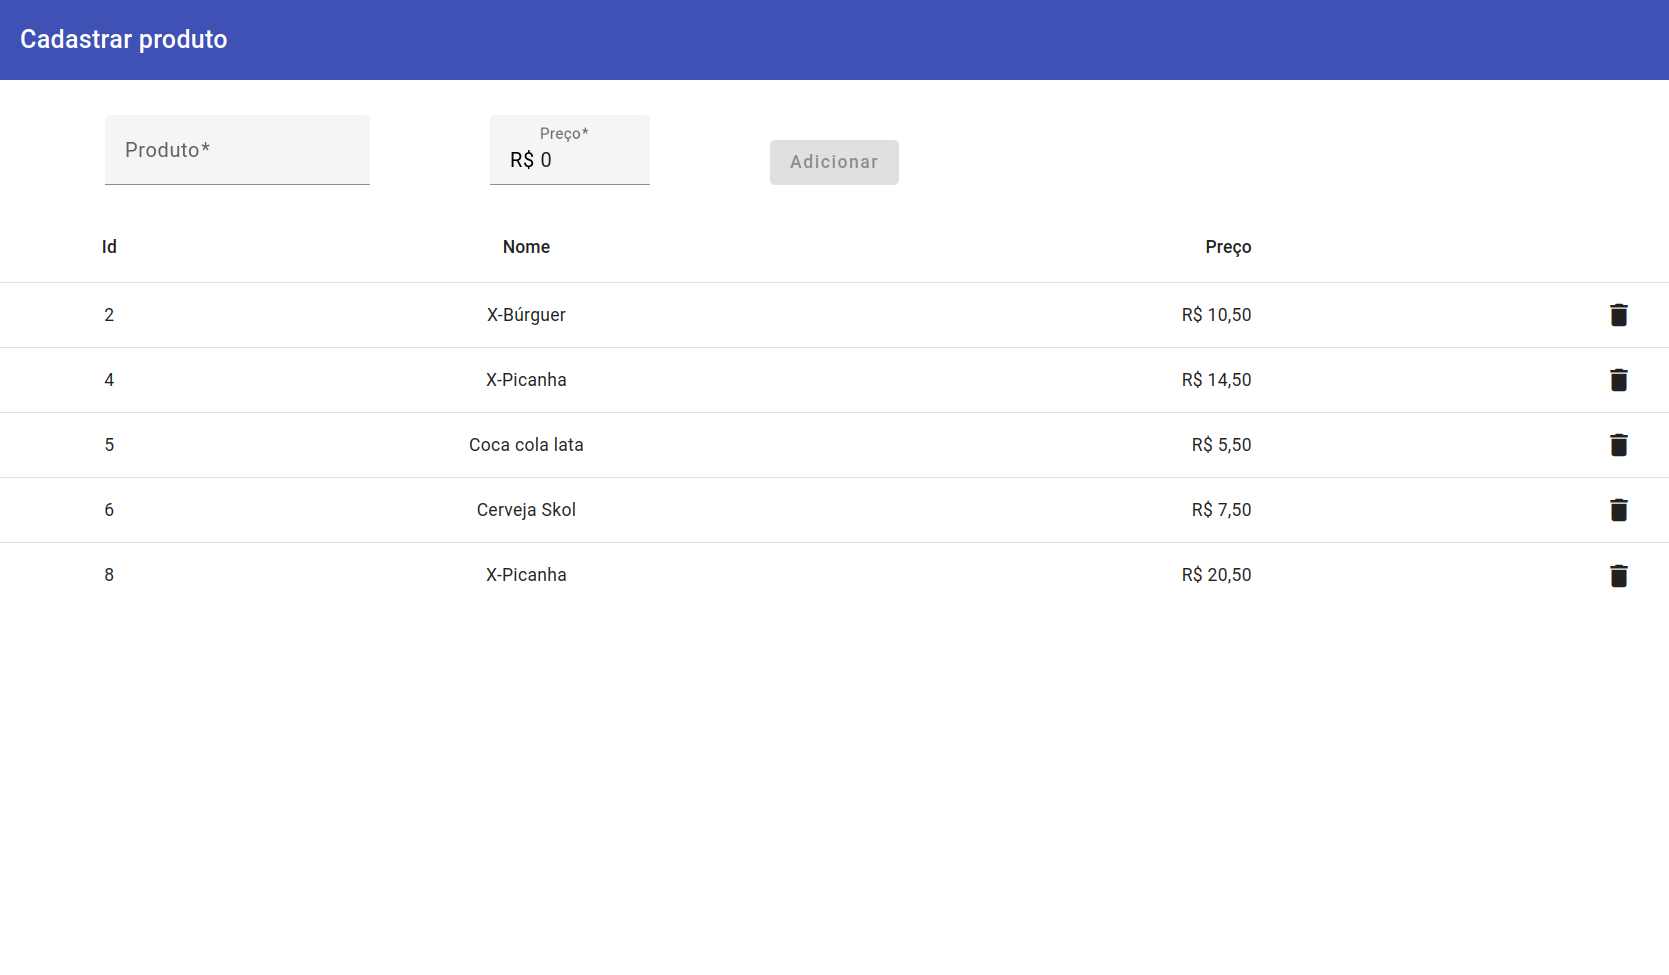 Cadastrar produto
Produto*
Preço*
R$ 0
Adicionar
Id Nome Preço
2 X-Búrguer R$ 10,50
4 X-Picanha R$ 14,50
5 Coca cola lata R$ 5,50
6 Cerveja Skol R$ 7,50
8 X-Picanha R$ 20,50